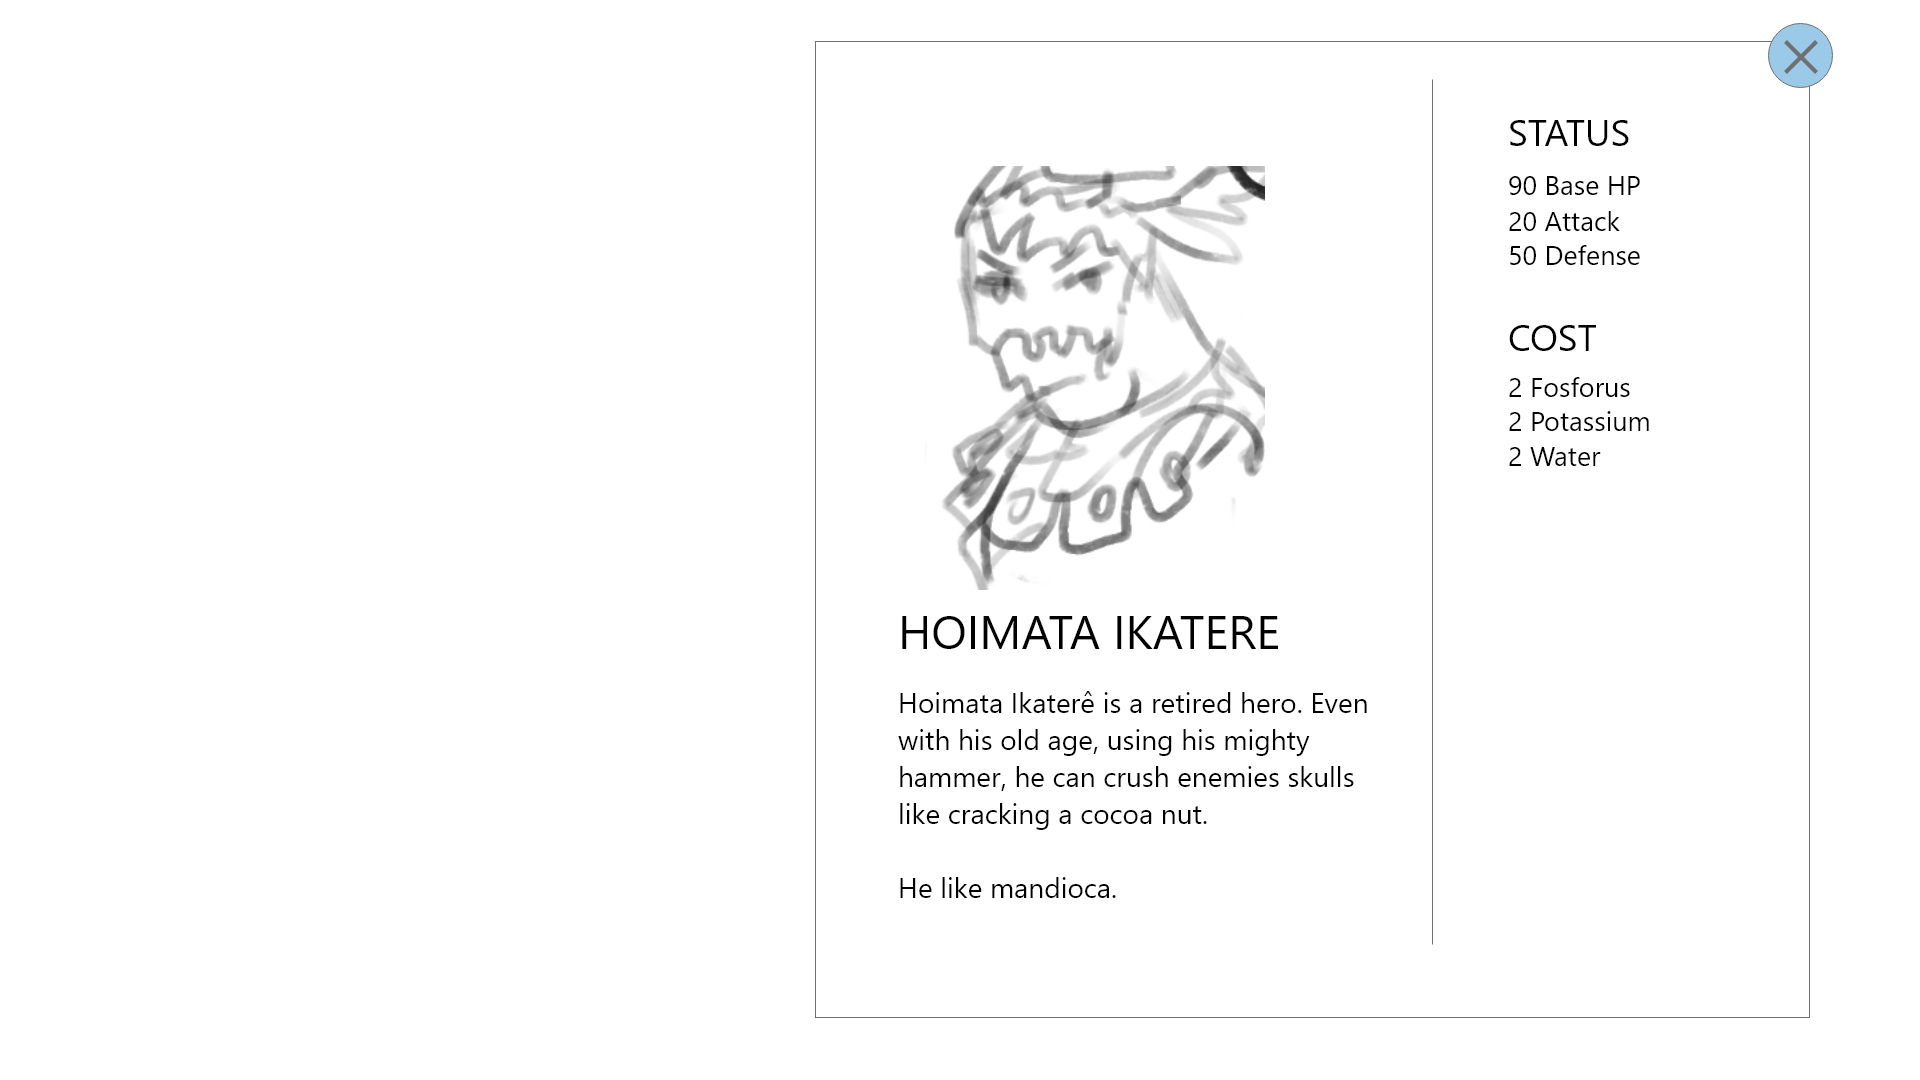 HOIMATA IKATERE
Hoimata Ikaterê is a retired hero. Even
with his old age, using his mighty
hammer, he can crush enemies skulls
like cracking a cocoa nut.
He like mandioca.
STATUS
90 Base HP
20 Attack
50 Defense
COST
2 Fosforus
2 Potassium
2 Water